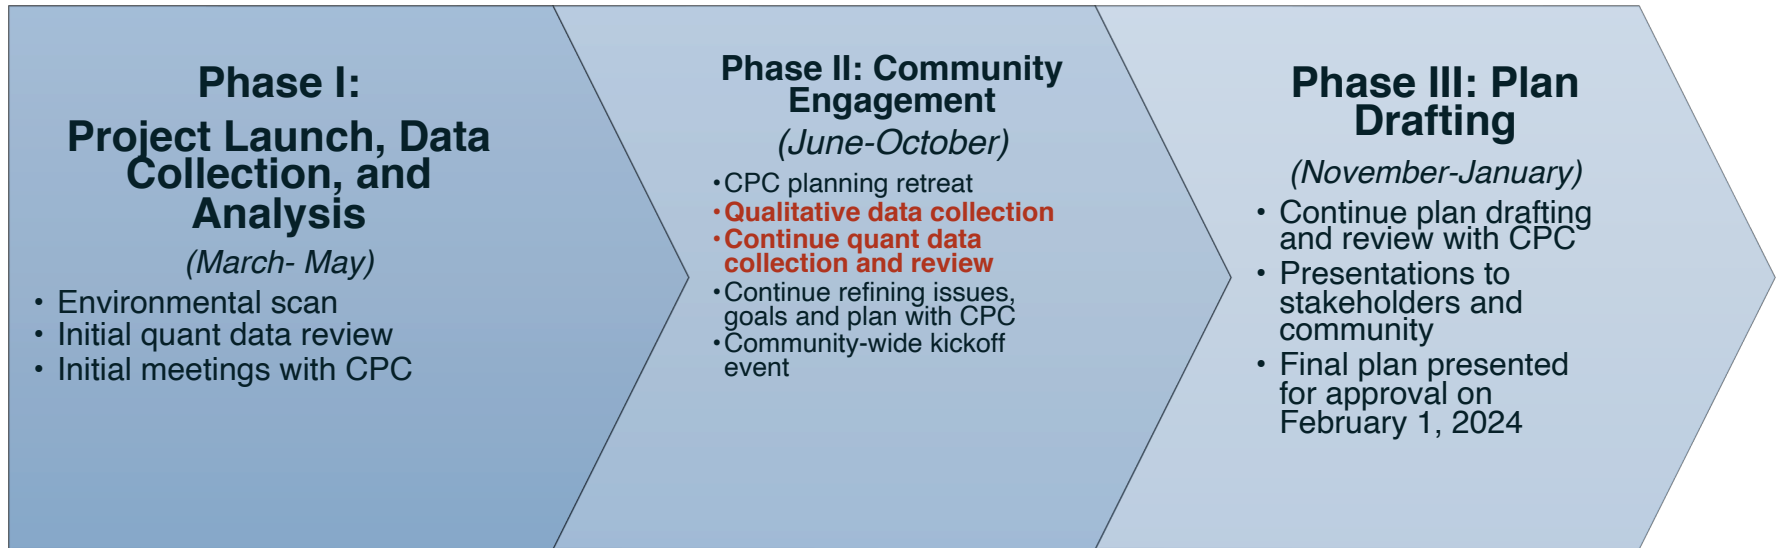 Phase I:
Project Launch, Data
Collection, and
Analysis
(March- May)
• Environmental scan
• Initial quant data review
• Initial meetings with CPC
Phase II: Community
Engagement
(June-October)
•CPC planning retreat
•Qualitative data collection
•Continue quant data
collection and review
•Continue refining issues,
goals and plan with CPC
•Community-wide kickoff
event
Phase III: Plan
Drafting
(November-January)
• Continue plan drafting
and review with CPC
• Presentations to
stakeholders and
community
• Final plan presented
for approval on
February 1, 2024